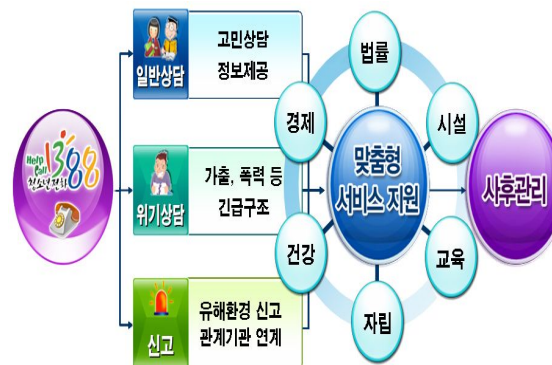 Help
Call
1388
청소년전화
일반상담
고민상담
정보제공
위기상담
가출, 폭력 등
긴급구조
신고
유해환경 신고
관계기관 연계
법률
경제
시설
맞춤형
서비스 지원
건강
교육
자립
사후관리